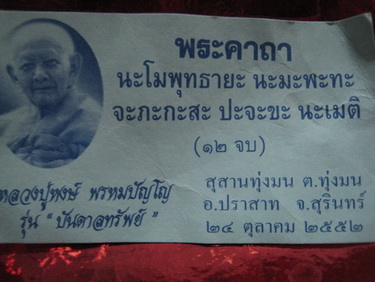 พระคาถา
นะโมพุทธายะ นะมะพะทะ
จะภะกะสะ ปะจะขะ นะเมติ
(๑๒ จบ)
หลวงปู่หงษ์ พรหมปัญโญ
รุ่น " บันดาลทรัพย์ "
สุสานทุ่งมน ต.ทุ่งมน
อ.ปราสาท จ.สุรินทร์
๒๔ ตุลาคม ๒๕๕๒